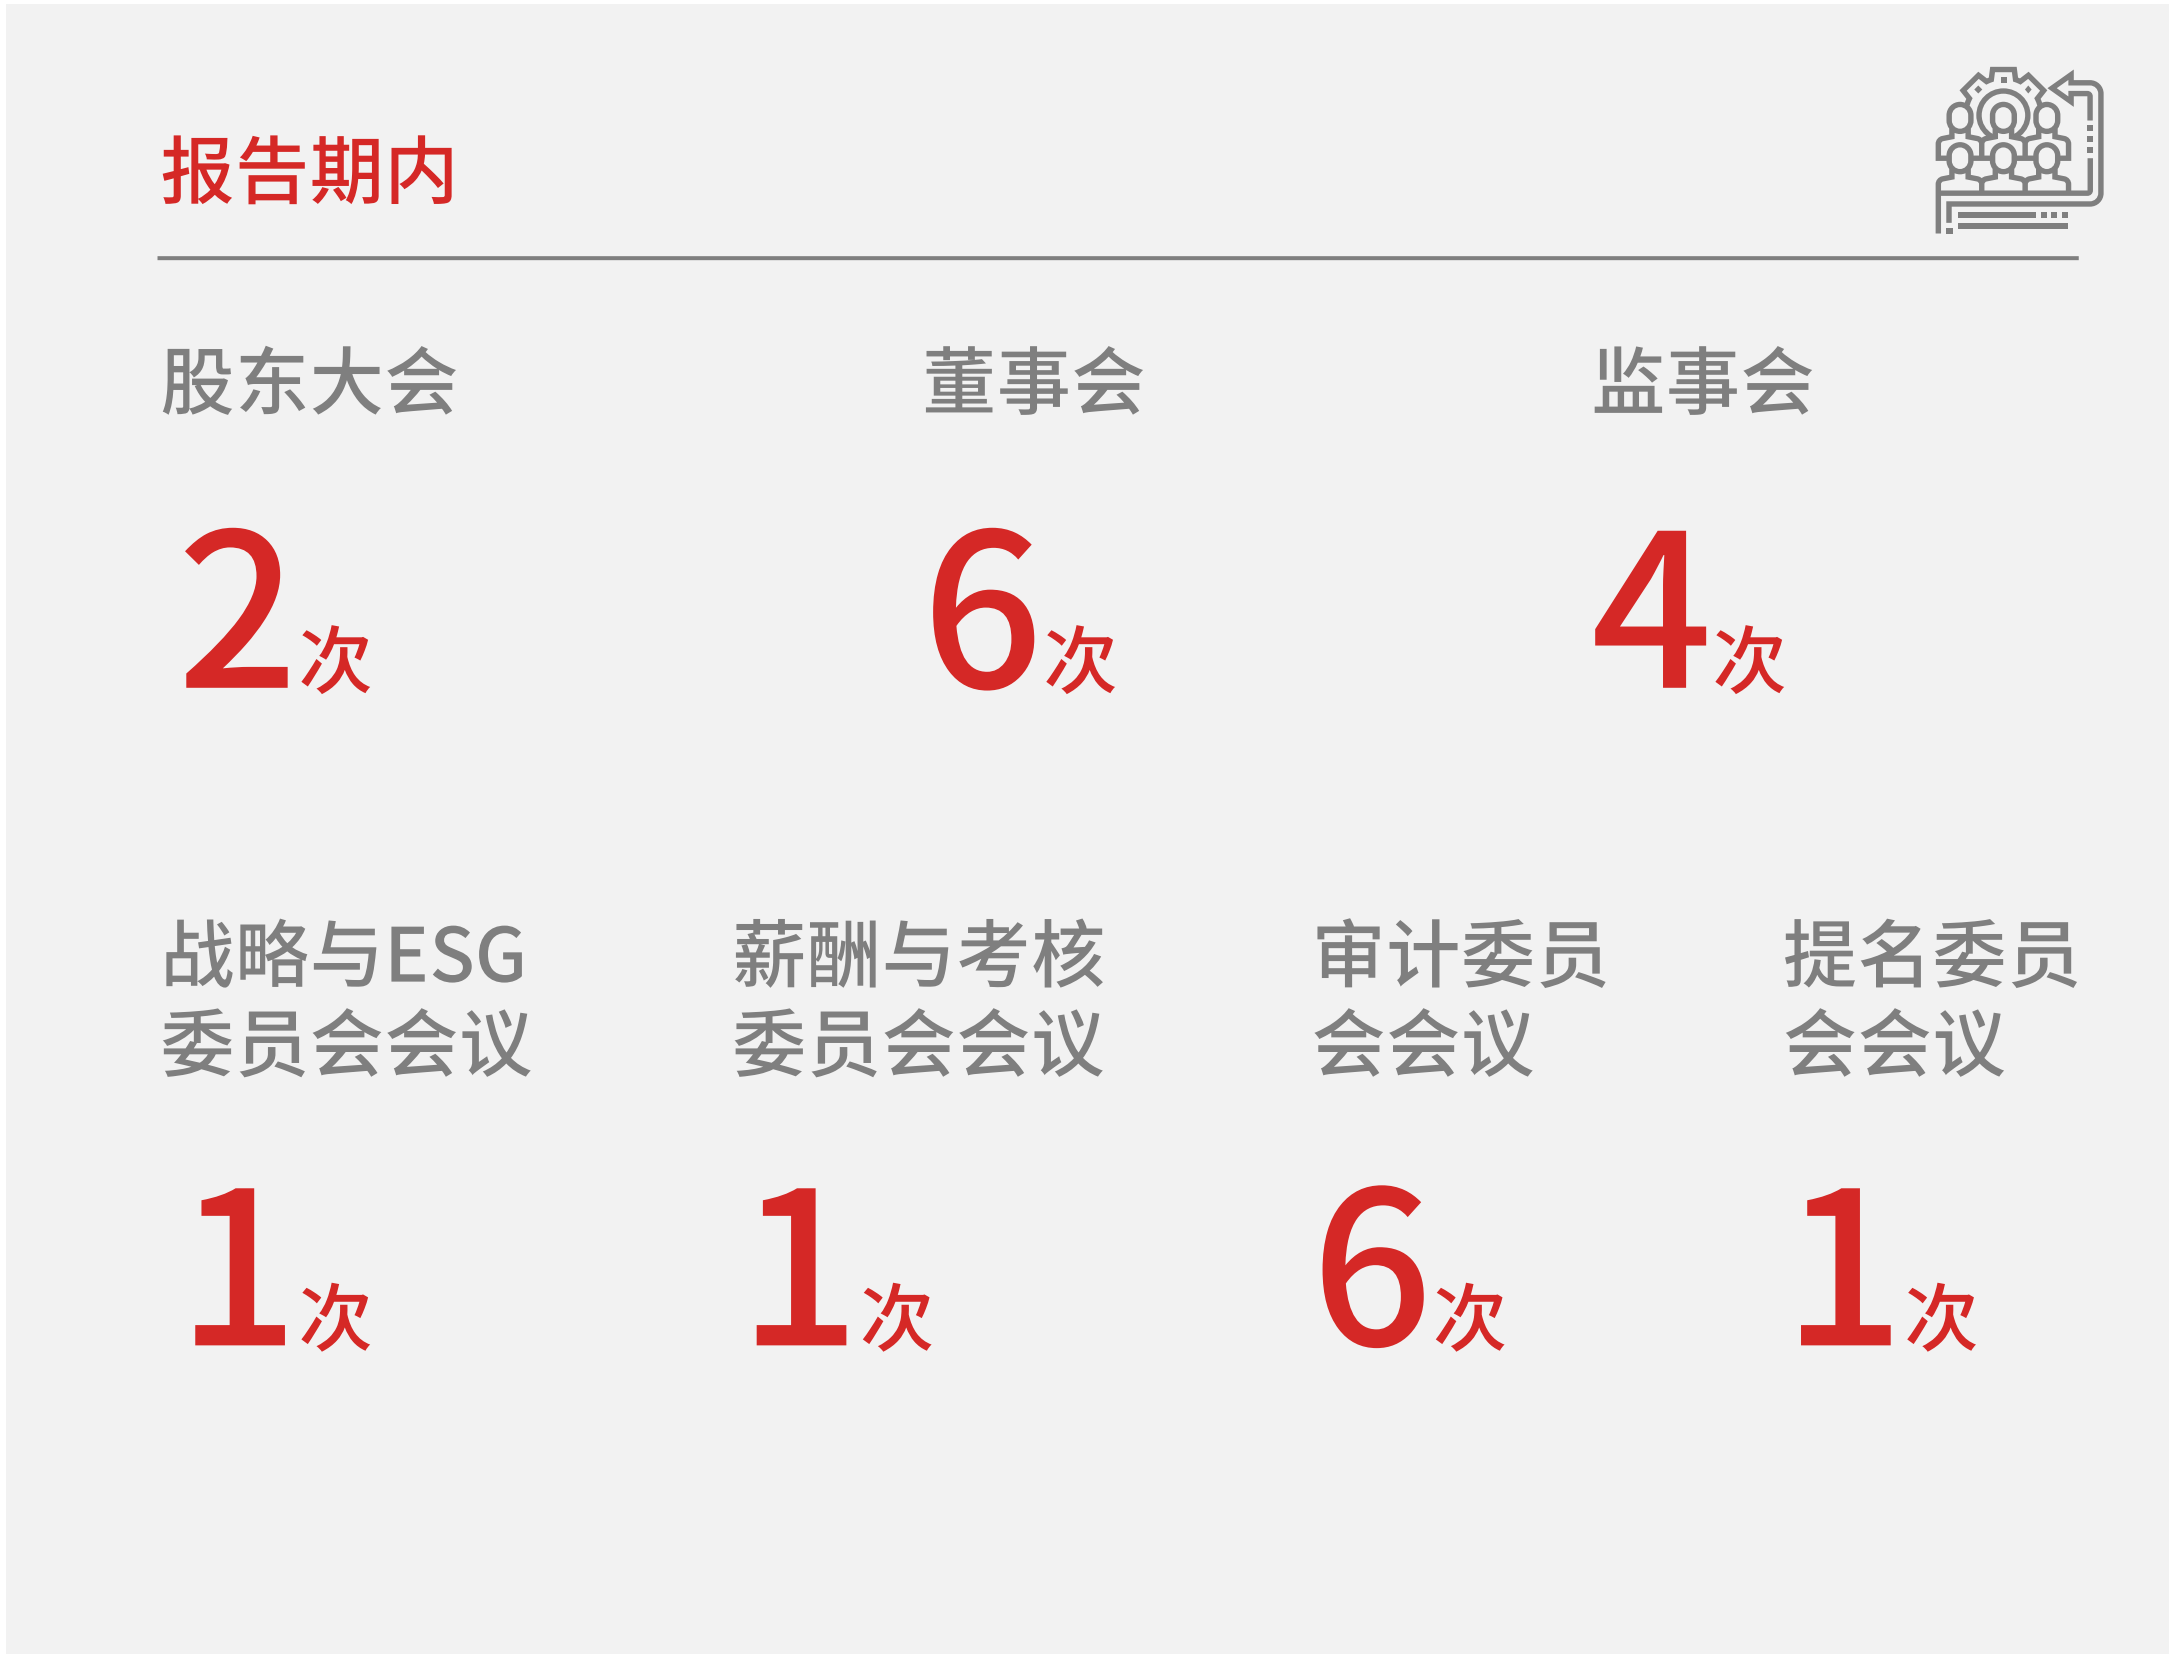 报告期内
股东大会
董事会
监事会
2次
6次
4次
战略与ESG
委员会会议
薪酬与考核
委员会会议
审计委员
会会议
提名委员
会会议
1次
1次
6次
1次